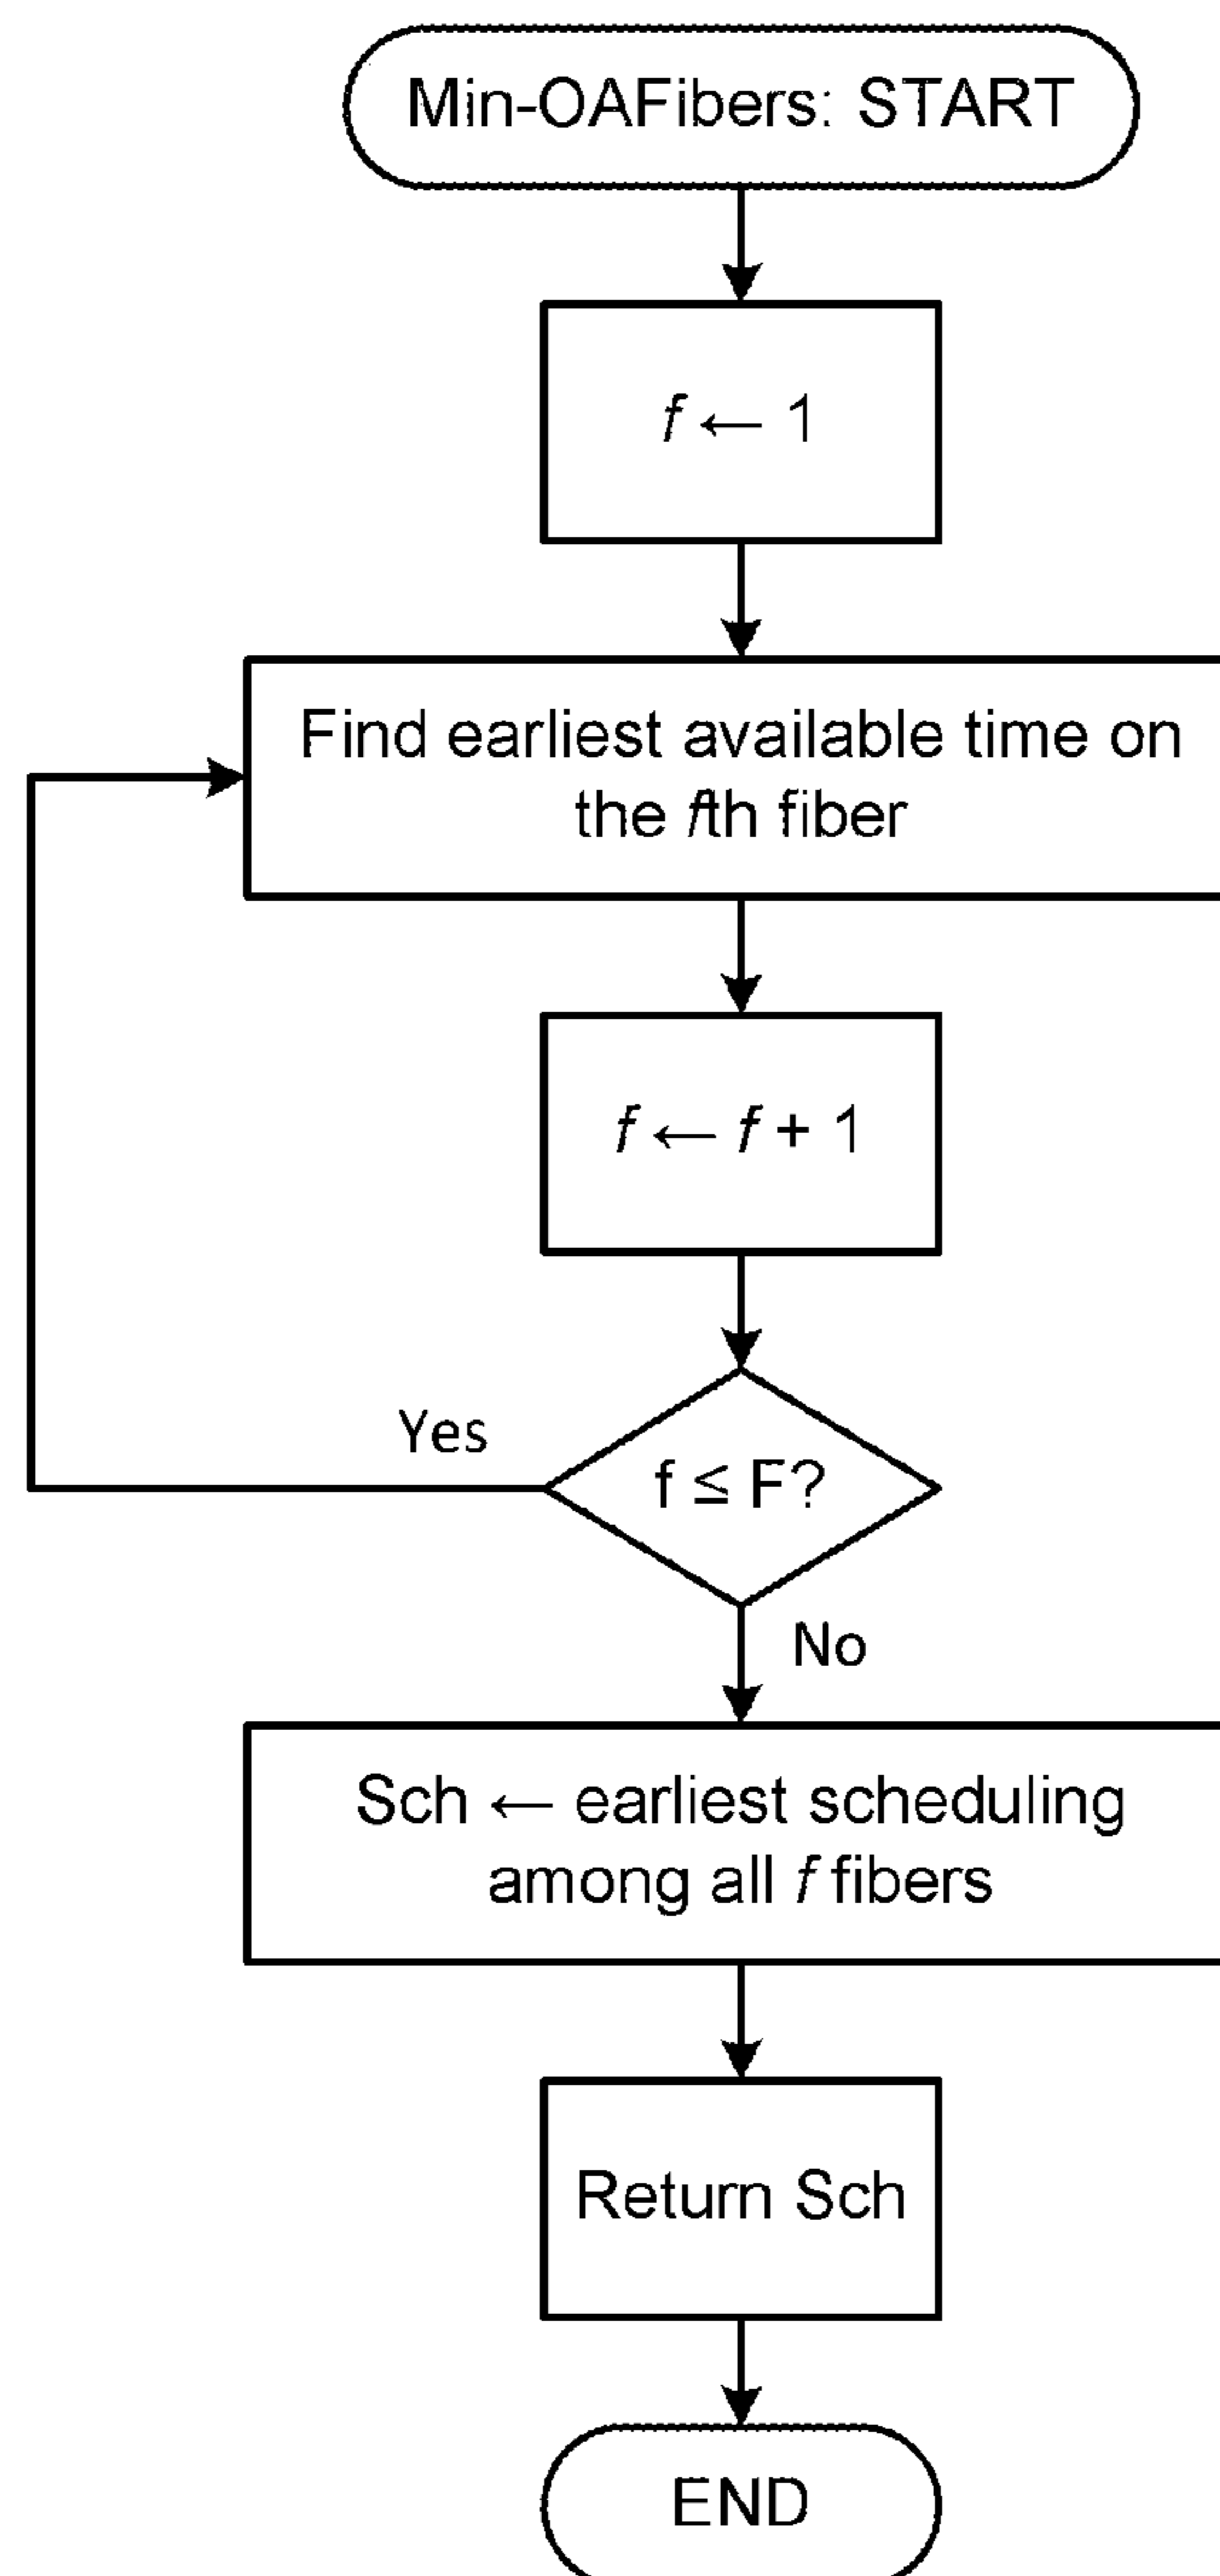 Min-OAFibers: START
f ← 1
Find earliest available time on
the fth fiber
f ← f + 1
Yes
f ≤ F?
No
Sch ← earliest scheduling
among all f fibers
Return Sch
END